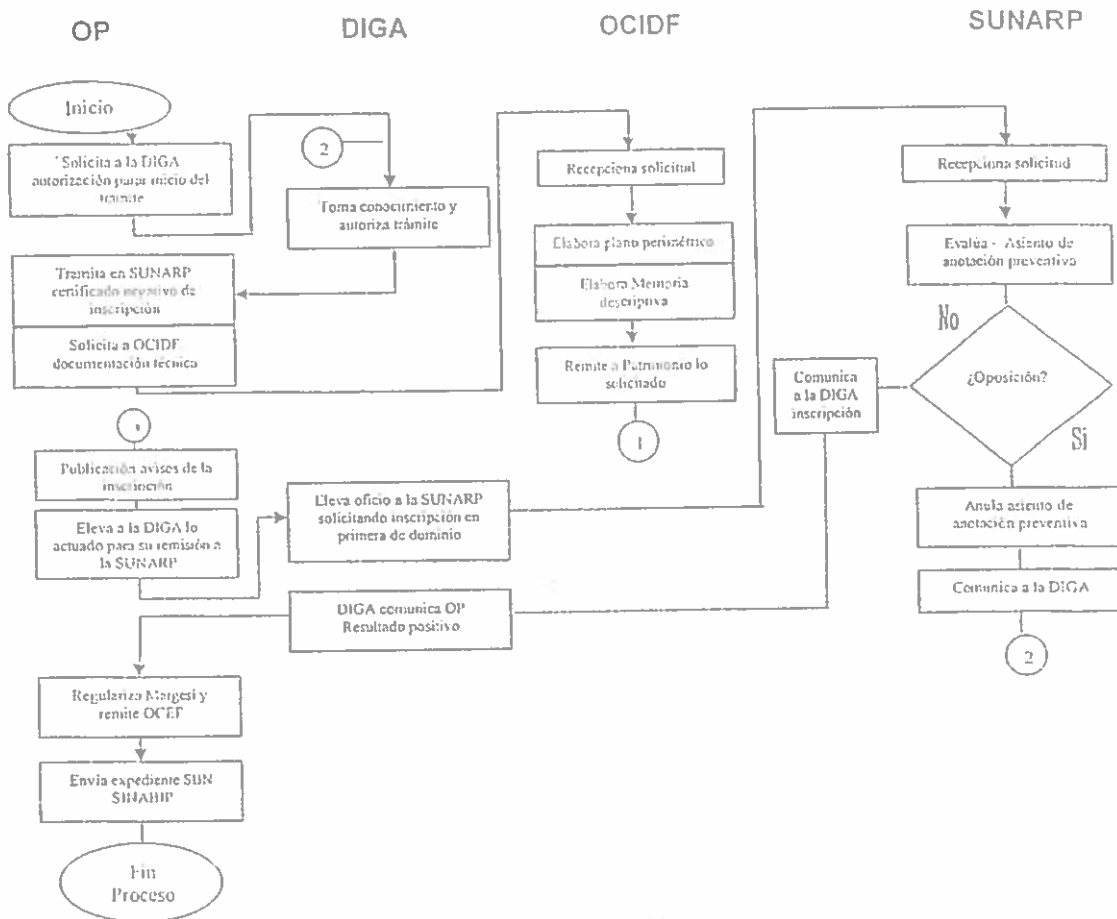 OP
DIGA
OCIDF
SUNARP
Inicio
Solicita a la DIGA
autorización para inicio del
trámite
2
Toma conocimiento y
autoriza trámite
Tramita en SUNARP
certificado negativo de
inscripción
Solicita a OCIDF
documentación técnica
Recepciona solicitud
Elabora plano perimétrico
Elabora Memoria
descriptiva
Remite a Patrimonio lo
solicitado
1
Recepciona solicitud
Evalúa - Asiento de
anotación preventiva
No
¿Oposición?
Si
Comunica
a la DIGA
inscripción
Publicación avisos de la
inscripción
Eleva a la DIGA lo
actuado para su remisión a
la SUNARP
Eleva oficio a la SUNARP
solicitando inscripción en
primera de dominio
Anula asiento de
anotación preventiva
Comunica a la DIGA
2
DIGA comunica OP
Resultado positivo
Regulariza Margesí y
remite OCEF
Envía expediente SBN
SINABIP
Fin
Proceso